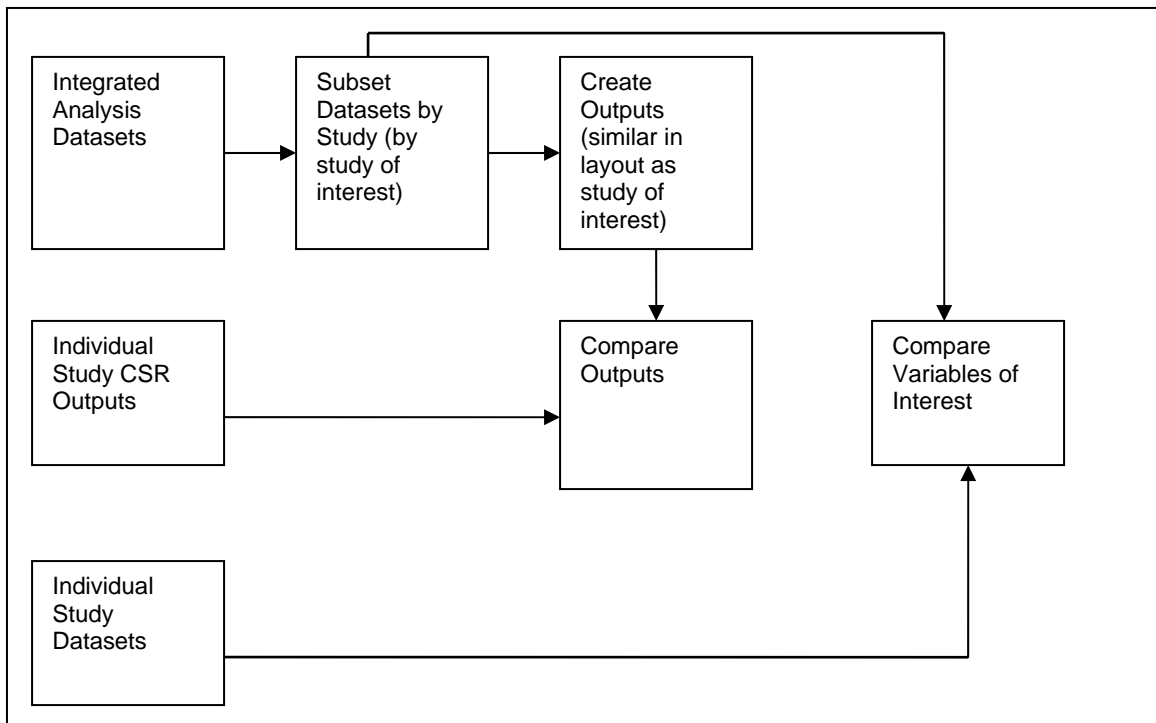 Integrated
Analysis
Datasets
Subset
Datasets by
Study (by
study of
interest)
Create
Outputs
(similar in
layout as
study of
interest)
Individual
Study CSR
Outputs
Compare
Outputs
Compare
Variables of
Interest
Individual
Study
Datasets